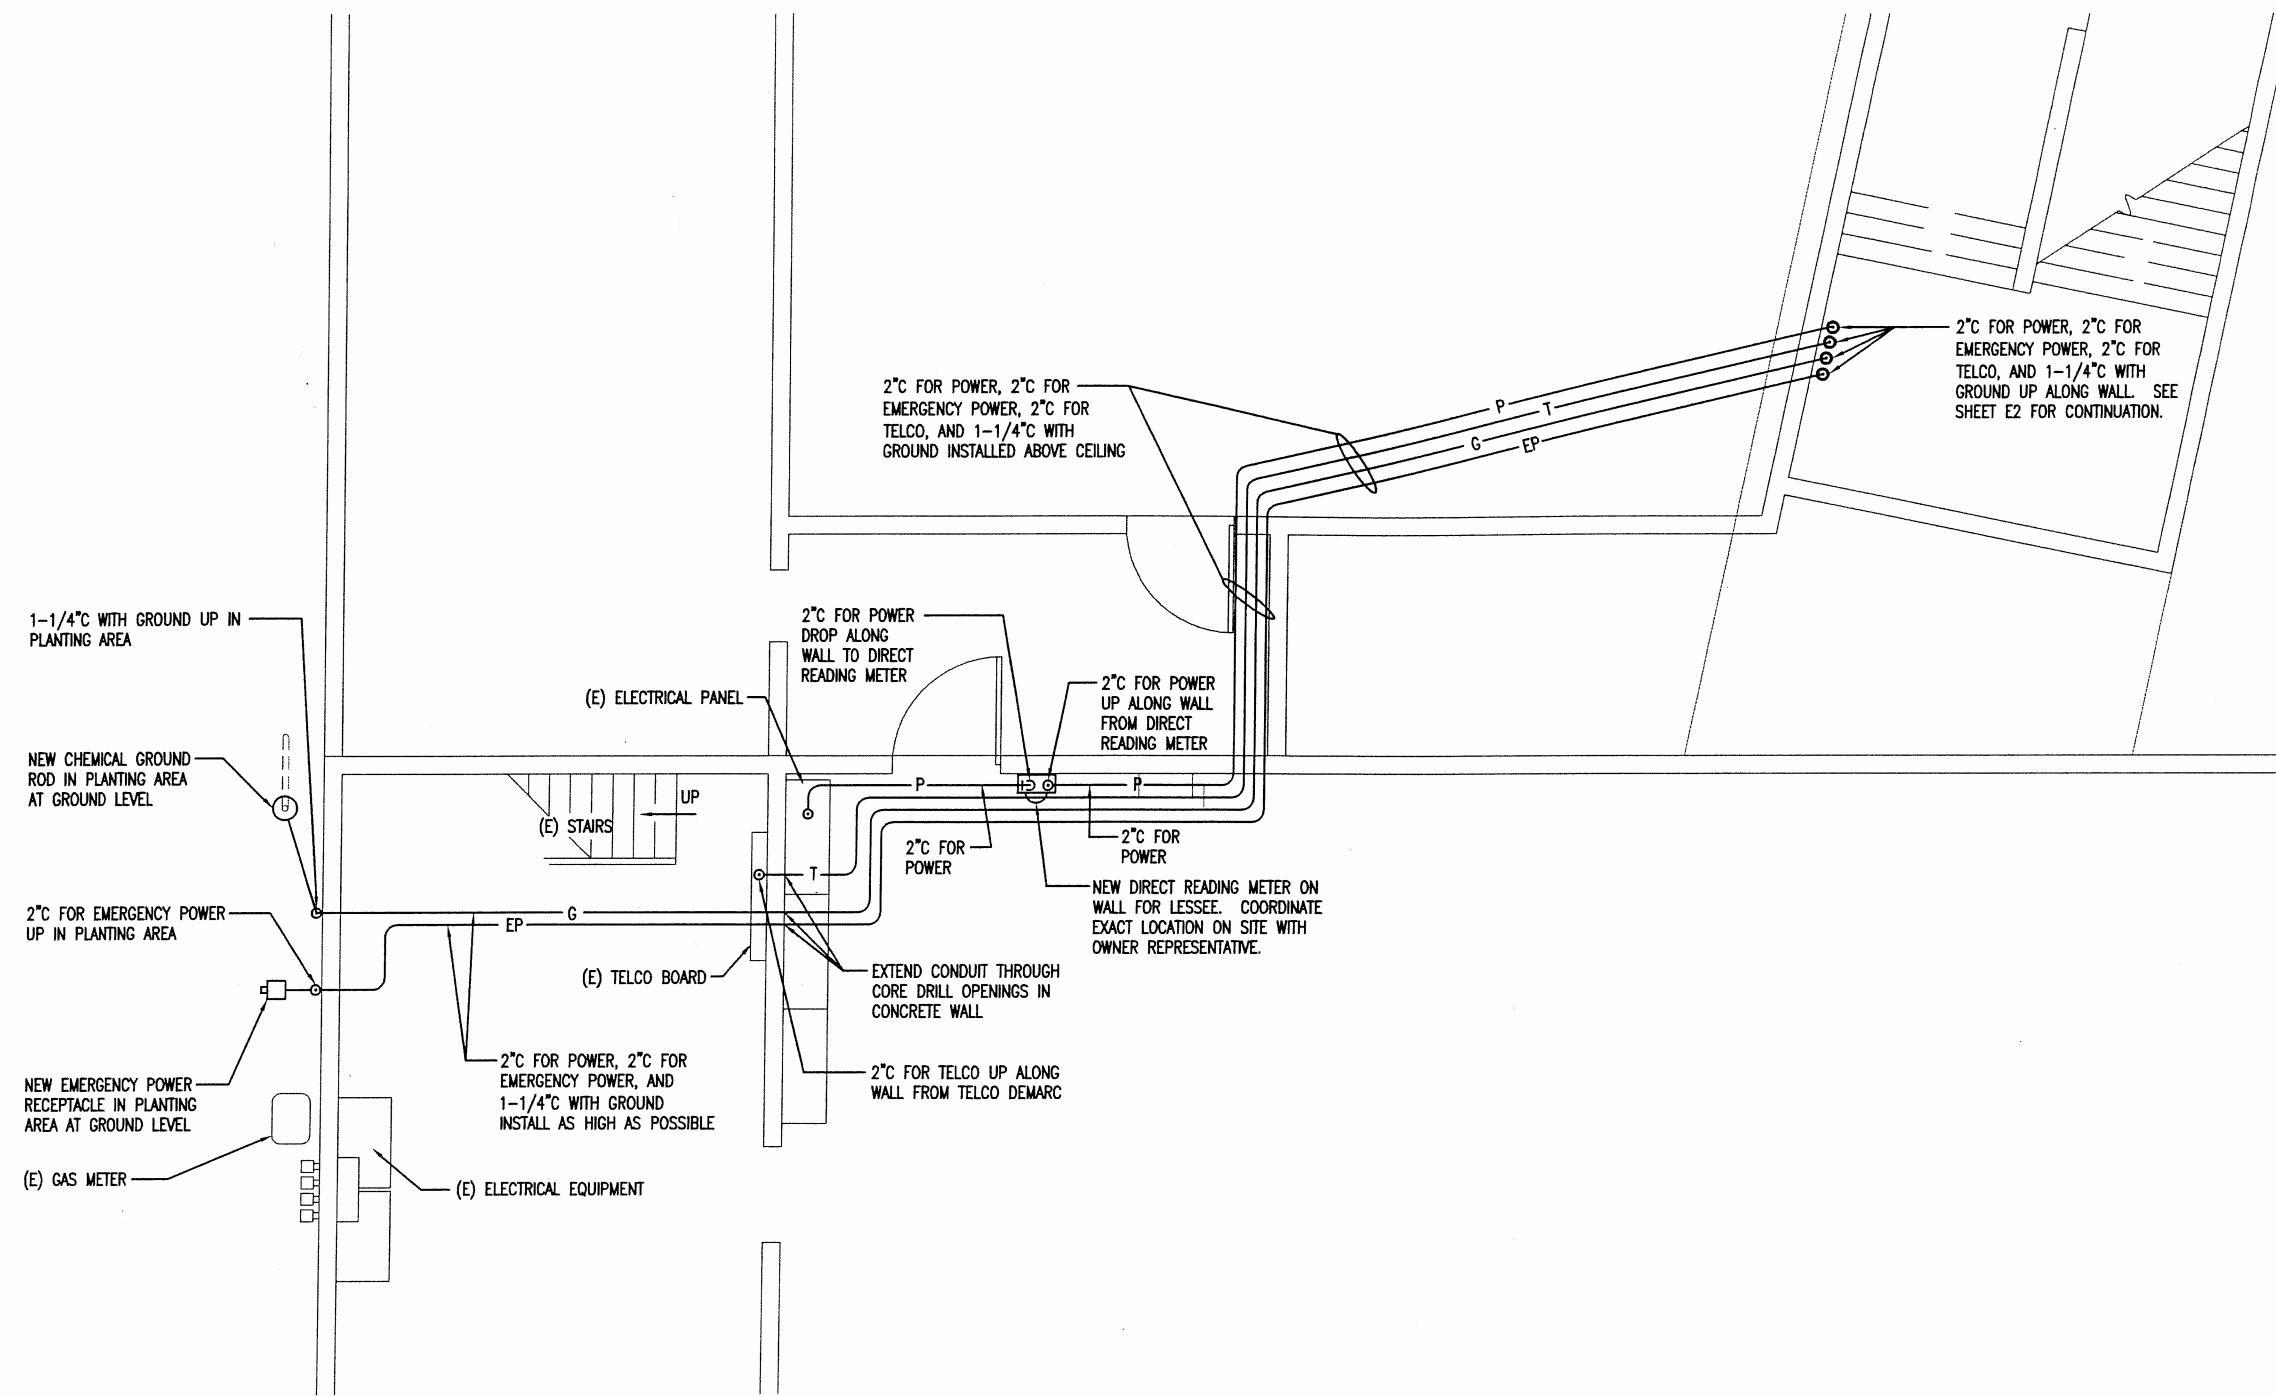 2"C FOR POWER, 2"C FOR
EMERGENCY POWER, 2"C FOR
TELCO, AND 1-1/4"C WITH
GROUND UP ALONG WALL. SEE
SHEET E2 FOR CONTINUATION.
2"C FOR POWER, 2"C FOR
EMERGENCY POWER, 2"C FOR
TELCO, AND 1-1/4"C WITH
GROUND INSTALLED ABOVE CEILING
P
T
G
EP
1-1/4"C WITH GROUND UP IN
PLANTING AREA
2"C FOR POWER
DROP ALONG
WALL TO DIRECT
READING METER
(E) ELECTRICAL PANEL
2"C FOR POWER
UP ALONG WALL
FROM DIRECT
READING METER
NEW CHEMICAL GROUND
ROD IN PLANTING AREA
AT GROUND LEVEL
UP
(E) STAIRS
P
P
2"C FOR
POWER
2"C FOR
POWER
T
NEW DIRECT READING METER ON
WALL FOR LESSEE. COORDINATE
EXACT LOCATION ON SITE WITH
OWNER REPRESENTATIVE.
2"C FOR EMERGENCY POWER
UP IN PLANTING AREA
G
EP
(E) TELCO BOARD
EXTEND CONDUIT THROUGH
CORE DRILL OPENINGS IN
CONCRETE WALL
2"C FOR POWER, 2"C FOR
EMERGENCY POWER, AND
1-1/4"C WITH GROUND
INSTALL AS HIGH AS POSSIBLE
2"C FOR TELCO UP ALONG
WALL FROM TELCO DEMARC
NEW EMERGENCY POWER
RECEPTACLE IN PLANTING
AREA AT GROUND LEVEL
(E) GAS METER
(E) ELECTRICAL EQUIPMENT